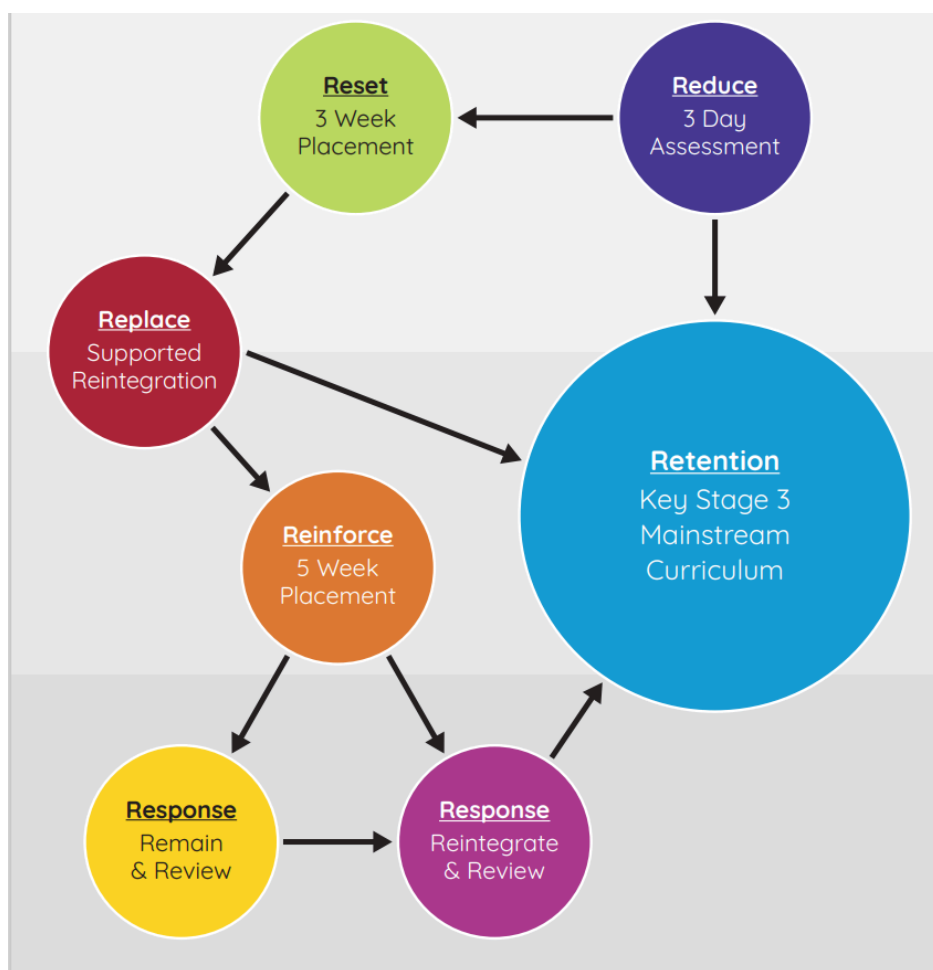 Reset
3 Week
Placement
Reduce
3 Day
Assessment
Replace
Supported
Reintegration
Retention
Key Stage 3
Mainstream
Curriculum
Reinforce
5 Week
Placement
Response
Remain
& Review
Response
Reintegrate
& Review